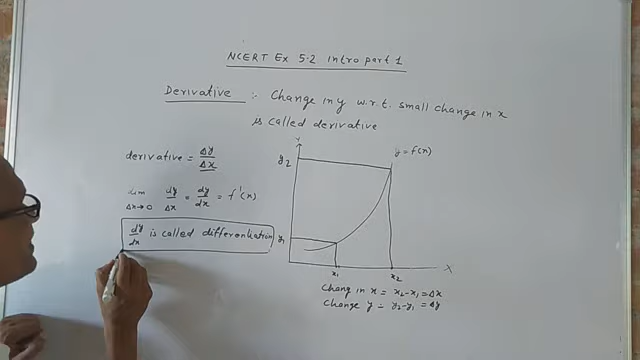 NCERT Ex 5.2 intro part 1
Derivative :- Change in y w.r.t. small change in x
is called derivative
derivative = Δy/Δx
lim Δx→0 dy/Δx = dy/dx = f'(x)
dy/dx is called differentiation
Y
y2
y = f(x)
y1
x1 x2 X
Chang in x = x2-x1 = Δx
Change y = y2-y1 = Δy